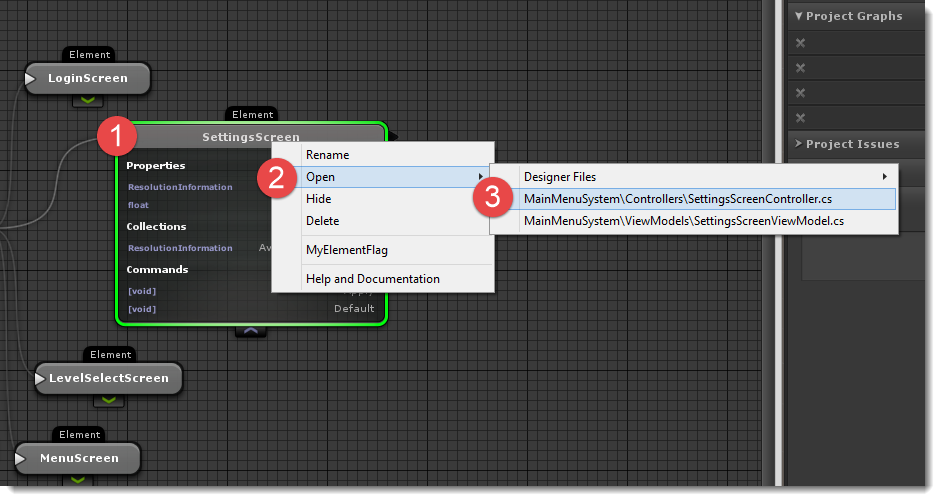 Element
LoginScreen
Element
1
SettingsScreen
Properties
ResolutionInformation
float
Collections
ResolutionInformation
Commands
[void]
[void]
Default
2
Rename
Open
Hide
Delete
MyElementFlag
Help and Documentation
3
Designer Files
MainMenuSystem\Controllers\SettingsScreenController.cs
MainMenuSystem\ViewModels\SettingsScreenViewModel.cs
Element
LevelSelectScreen
Element
MenuScreen
Project Graphs
Project Issues